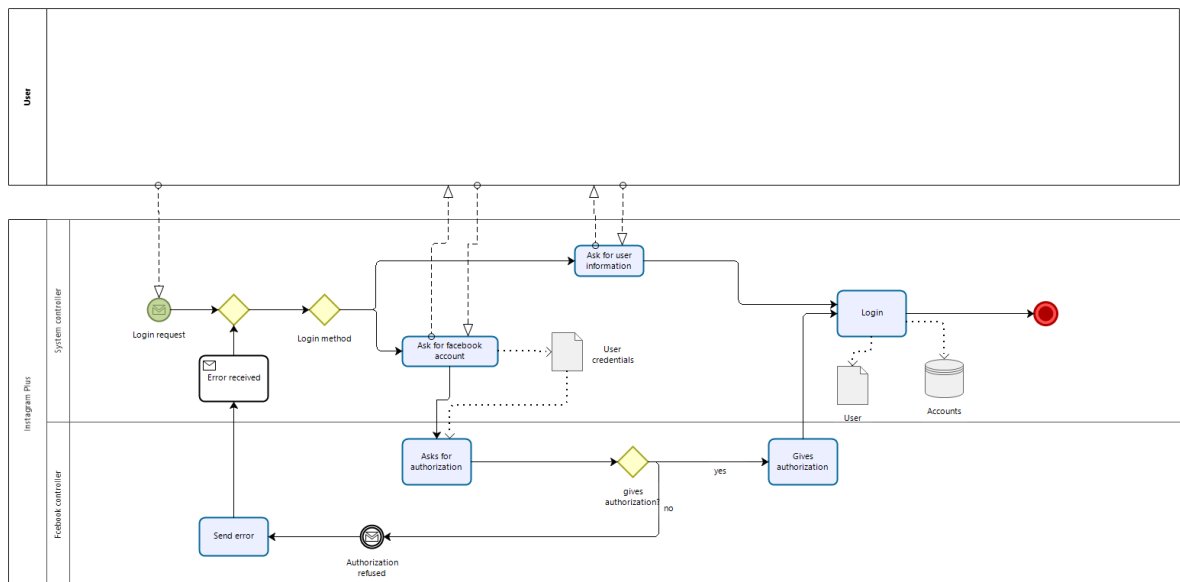 User
Instagram Plus
System controller
Login request
Error received
Login method
Ask for user
information
Ask for facebook
account
User
credentials
Login
User
Accounts
Fcebook controller
Asks for
authorization
gives
authorization?
yes
no
Gives
authorization
Send error
Authorization
refused